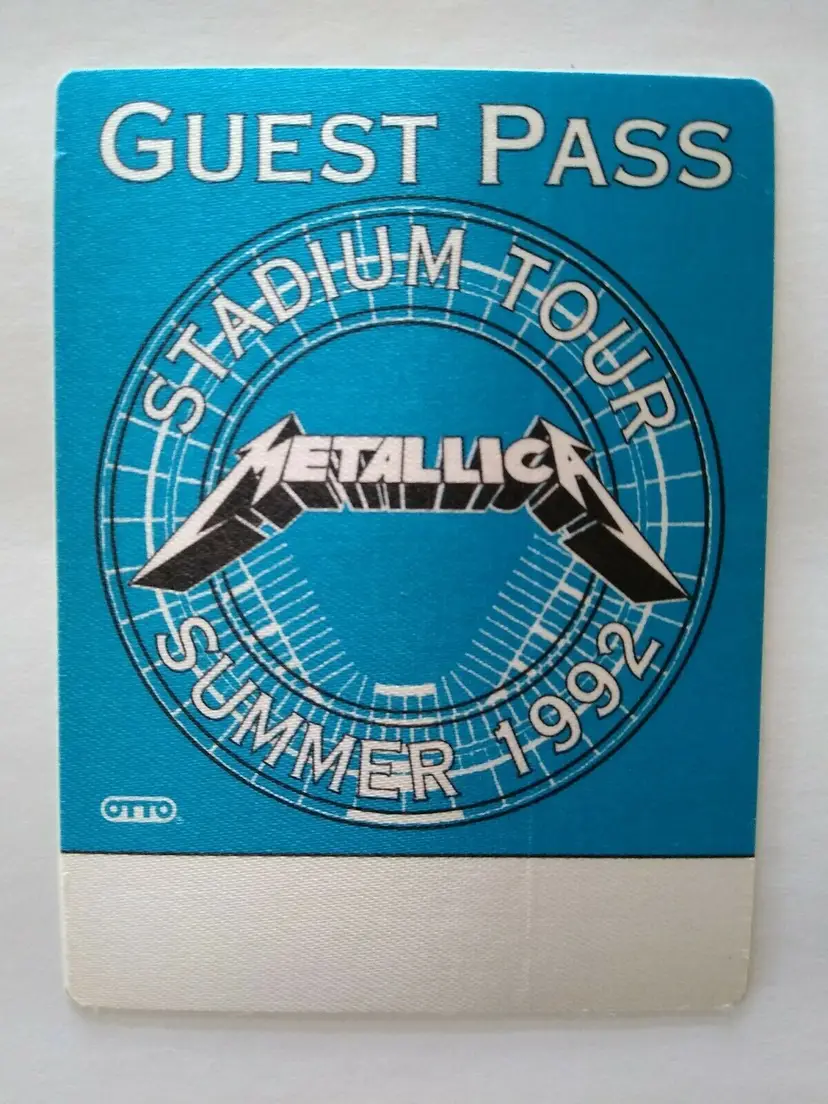 GUEST PASS
STADIUM TOUR
METALLICA
SUMMER 1992
OTTO